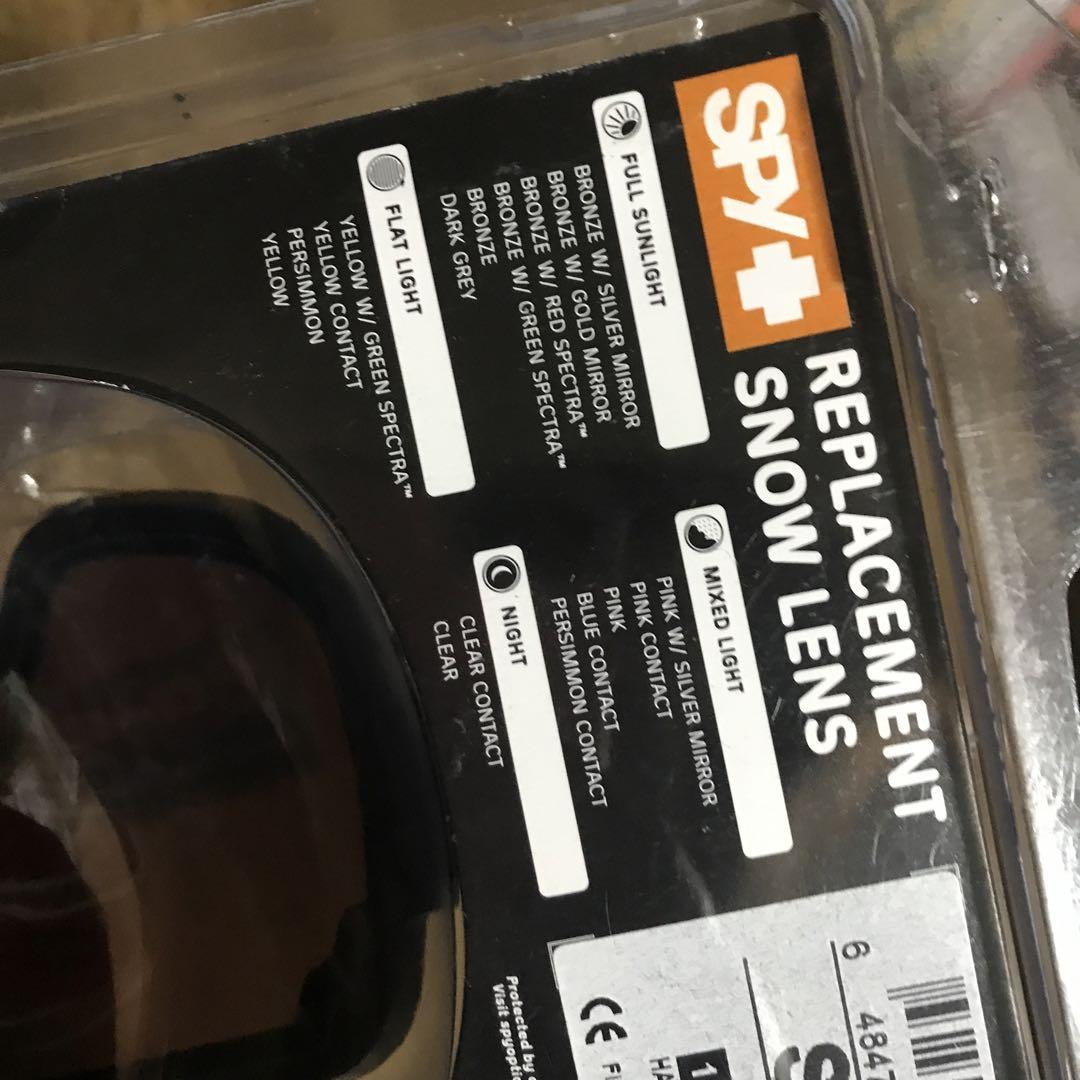 SPY+
REPLACEMENT
SNOW LENS
FULL SUNLIGHT
BRONZE W/ SILVER MIRROR
BRONZE W/ GOLD MIRROR
BRONZE W/ RED SPECTRA™
BRONZE W/ GREEN SPECTRA™
BRONZE
DARK GREY
MIXED LIGHT
PINK W/ SILVER MIRROR
PINK CONTACT
PINK
BLUE CONTACT
PERSIMMON CONTACT
FLAT LIGHT
YELLOW W/ GREEN SPECTRA™
YELLOW CONTACT
PERSIMMON
YELLOW
NIGHT
CLEAR CONTACT
CLEAR
6 4847
CE
Protected by
Visit